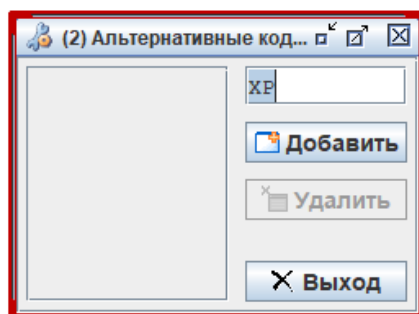 (2) Альтернативные код...
XP
Добавить
Удалить
Выход